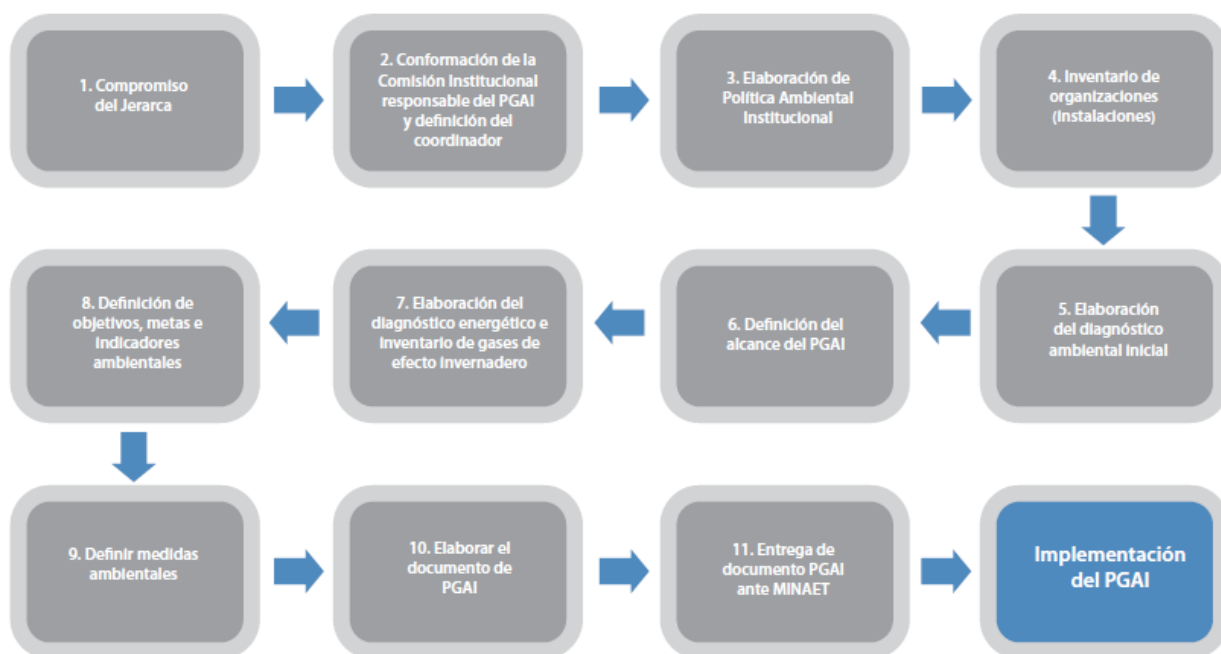 1. Compromiso
del Jerarca
2. Conformación de la
Comisión Institucional
responsable del PGAI
y definición del
coordinador
3. Elaboración de
Política Ambiental
Institucional
4. Inventario de
organizaciones
(instalaciones)
5. Elaboración
del diagnóstico
ambiental inicial
6. Definición del
alcance del PGAI
7. Elaboración del
diagnóstico energético e
inventario de gases de
efecto invernadero
8. Definición de
objetivos, metas e
indicadores
ambientales
9. Definir medidas
ambientales
10. Elaborar el
documento de
PGAI
11. Entrega de
documento PGAI
ante MINAET
Implementación
del PGAI